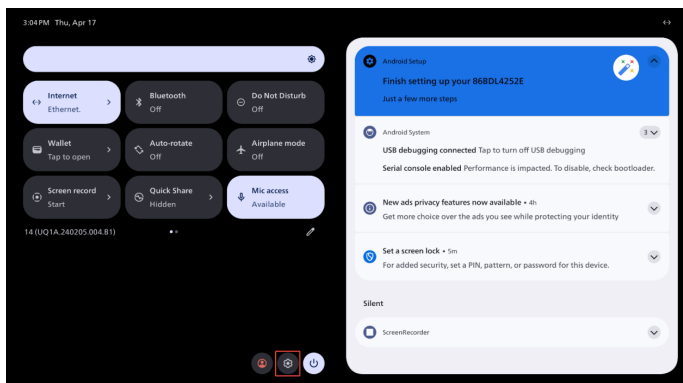 3:04 PM Thu, Apr 17
Internet
Ethernet.
Bluetooth
Off
Do Not Disturb
Off
Wallet
Tap to open
Auto-rotate
Off
Airplane mode
Off
Screen record
Start
Quick Share
Hidden
Mic access
Available
14 (UQ1A.240205.004.B1)
Android Setup
Finish setting up your 86BDL4252E
Just a few more steps
Android System
3
USB debugging connected Tap to turn off USB debugging
Serial console enabled Performance is impacted. To disable, check bootloader.
New ads privacy features now available • 4h
Get more choice over the ads you see while protecting your identity
Set a screen lock • 5m
For added security, set a PIN, pattern, or password for this device.
Silent
ScreenRecorder